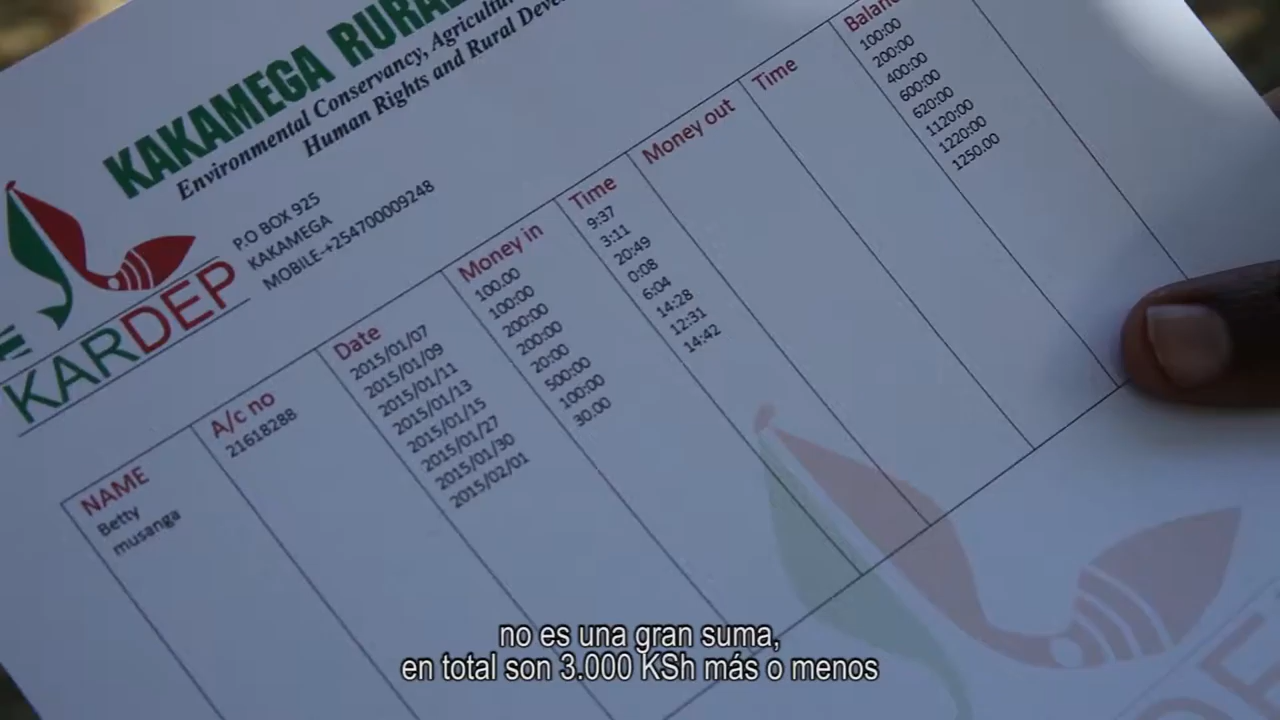 KAKAMEGA RURAL
Environmental Conservancy, Agricultu
Human Rights and Rural Deve
P.O BOX 925
KAKAMEGA
MOBILE-+254700009248
KARDEP
NAME A/c no Date Money in Time Money out Time Balanc
Betty musanga 21618288
2015/01/07 100.00 9:37 100:00
2015/01/09 100:00 3:11 200:00
2015/01/11 200:00 20:49 400:00
2015/01/13 200:00 0:08 600:00
2015/01/15 20:00 6:04 620:00
2015/01/27 500:00 14:28 1120:00
2015/01/30 100:00 12:31 1220:00
2015/02/01 30.00 14:42 1250.00
no es una gran suma,
en total son 3.000 KSh más o menos